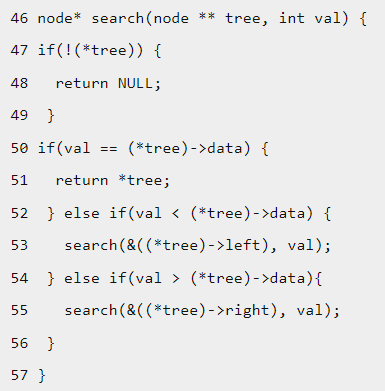 46 node* search(node ** tree, int val) {
47 if(!(*tree)) {
48   return NULL;
49  }
50 if(val == (*tree)->data) {
51   return *tree;
52  } else if(val < (*tree)->data) {
53    search(&((*tree)->left), val);
54  } else if(val > (*tree)->data){
55    search(&((*tree)->right), val);
56  }
57 }